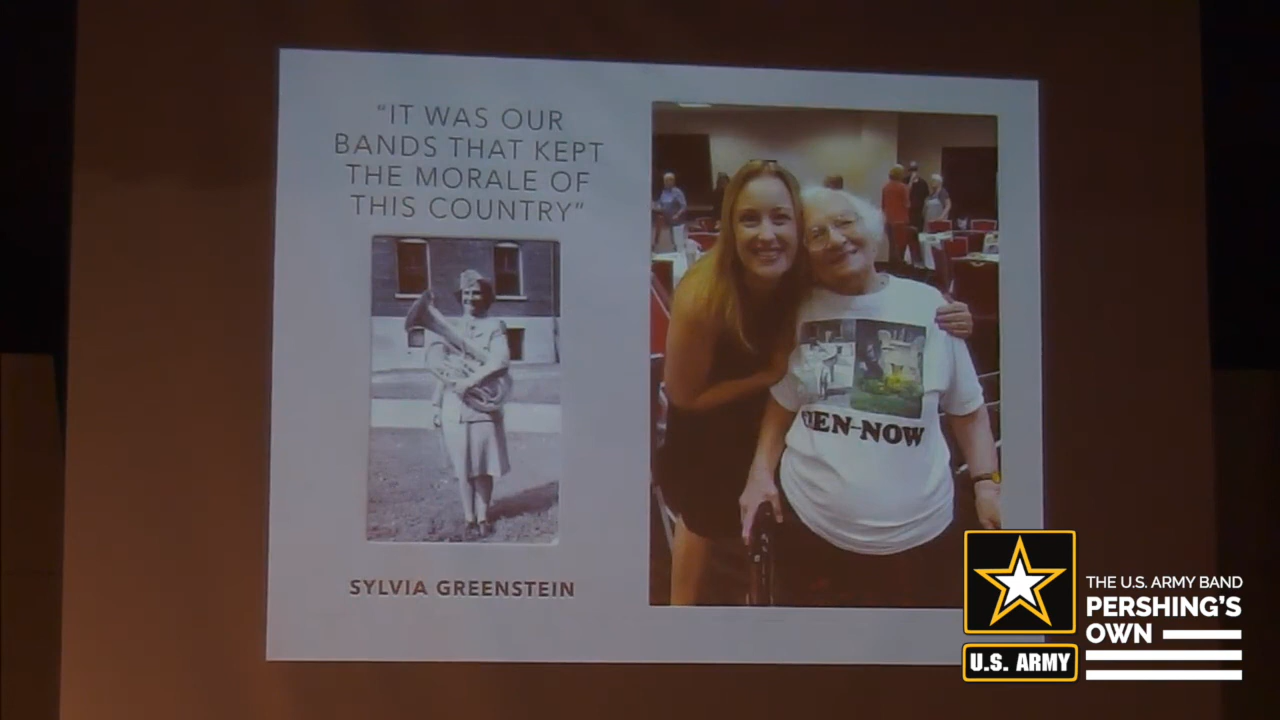 “IT WAS OUR
BANDS THAT KEPT
THE MORALE OF
THIS COUNTRY”
SYLVIA GREENSTEIN
THEN-NOW
U.S. ARMY
THE U.S. ARMY BAND
PERSHING'S
OWN